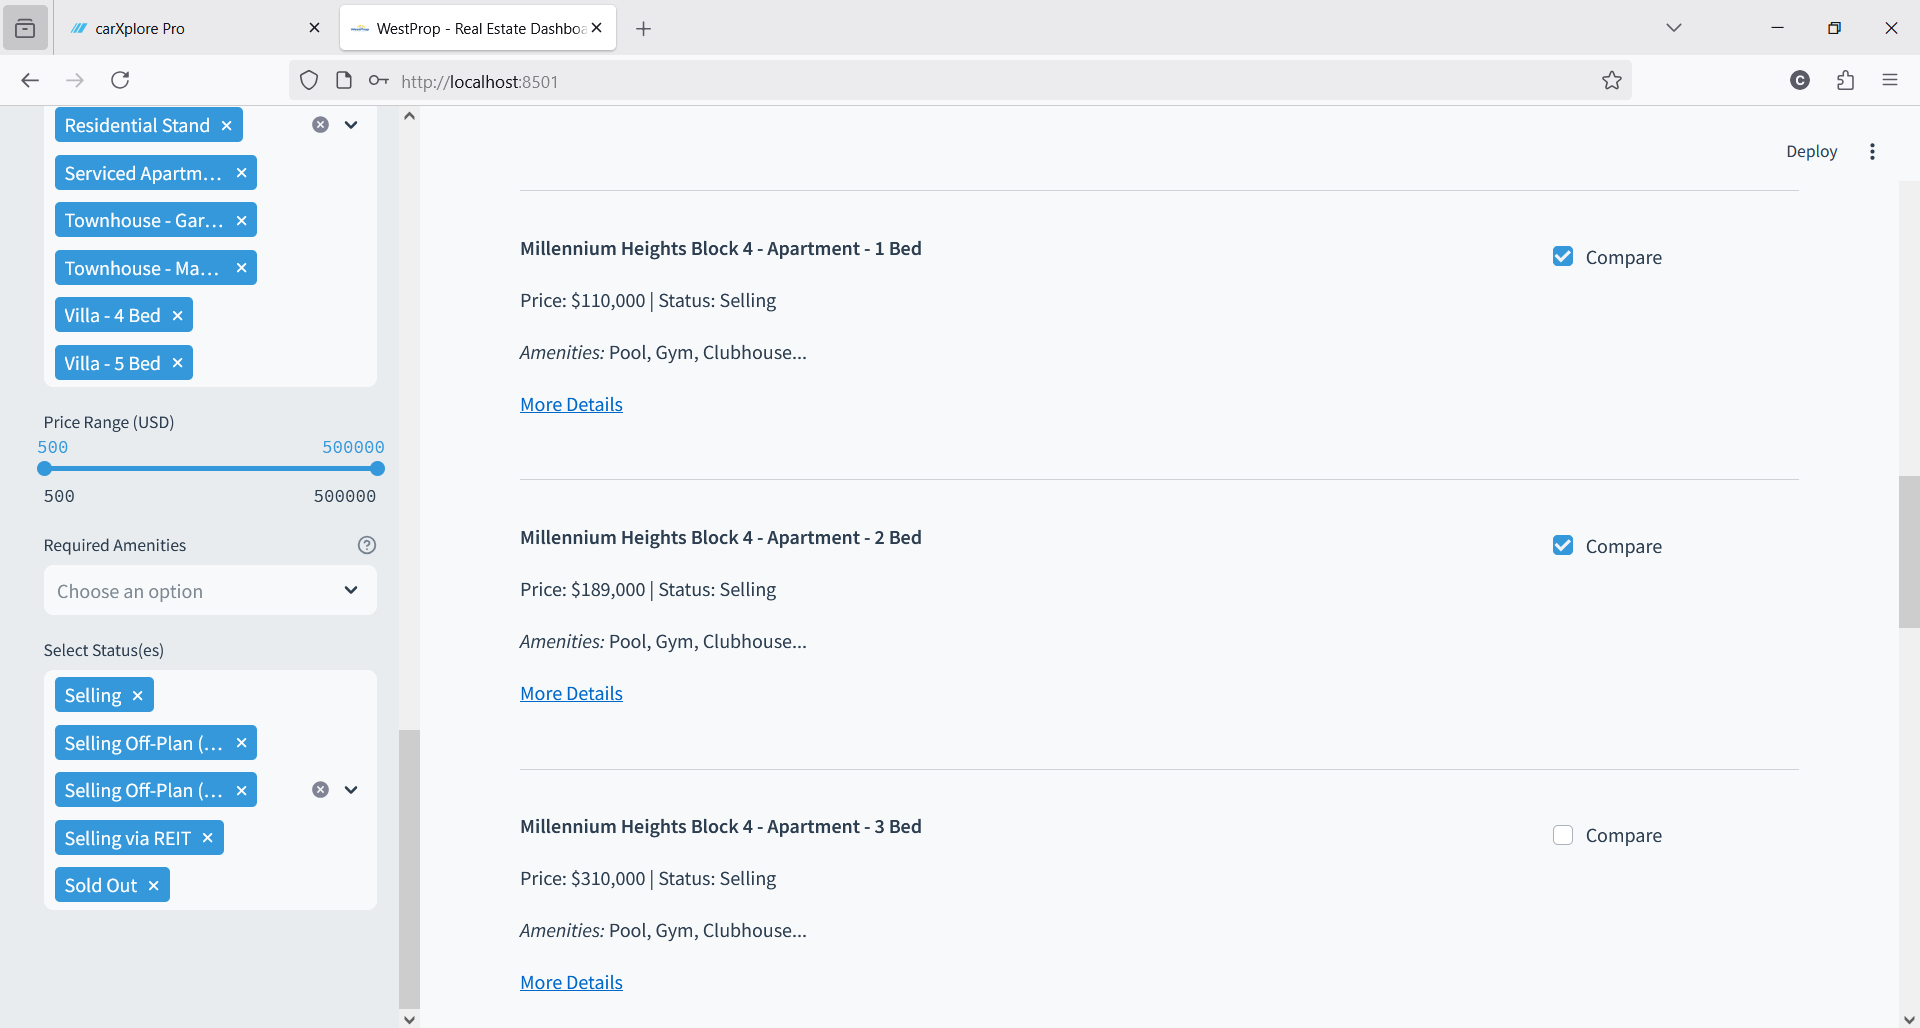 carXplore Pro
WestProp - Real Estate Dashboa
http://localhost:8501
C
Residential Stand
Serviced Apartm...
Townhouse - Gar...
Townhouse - Ma...
Villa - 4 Bed
Villa - 5 Bed
Price Range (USD)
500 500000
500 500000
Required Amenities
Choose an option
Select Status(es)
Selling
Selling Off-Plan (...
Selling Off-Plan (...
Selling via REIT
Sold Out
Deploy
Millennium Heights Block 4 - Apartment - 1 Bed
Compare
Price: $110,000 | Status: Selling
Amenities: Pool, Gym, Clubhouse...
More Details
Millennium Heights Block 4 - Apartment - 2 Bed
Compare
Price: $189,000 | Status: Selling
Amenities: Pool, Gym, Clubhouse...
More Details
Millennium Heights Block 4 - Apartment - 3 Bed
Compare
Price: $310,000 | Status: Selling
Amenities: Pool, Gym, Clubhouse...
More Details